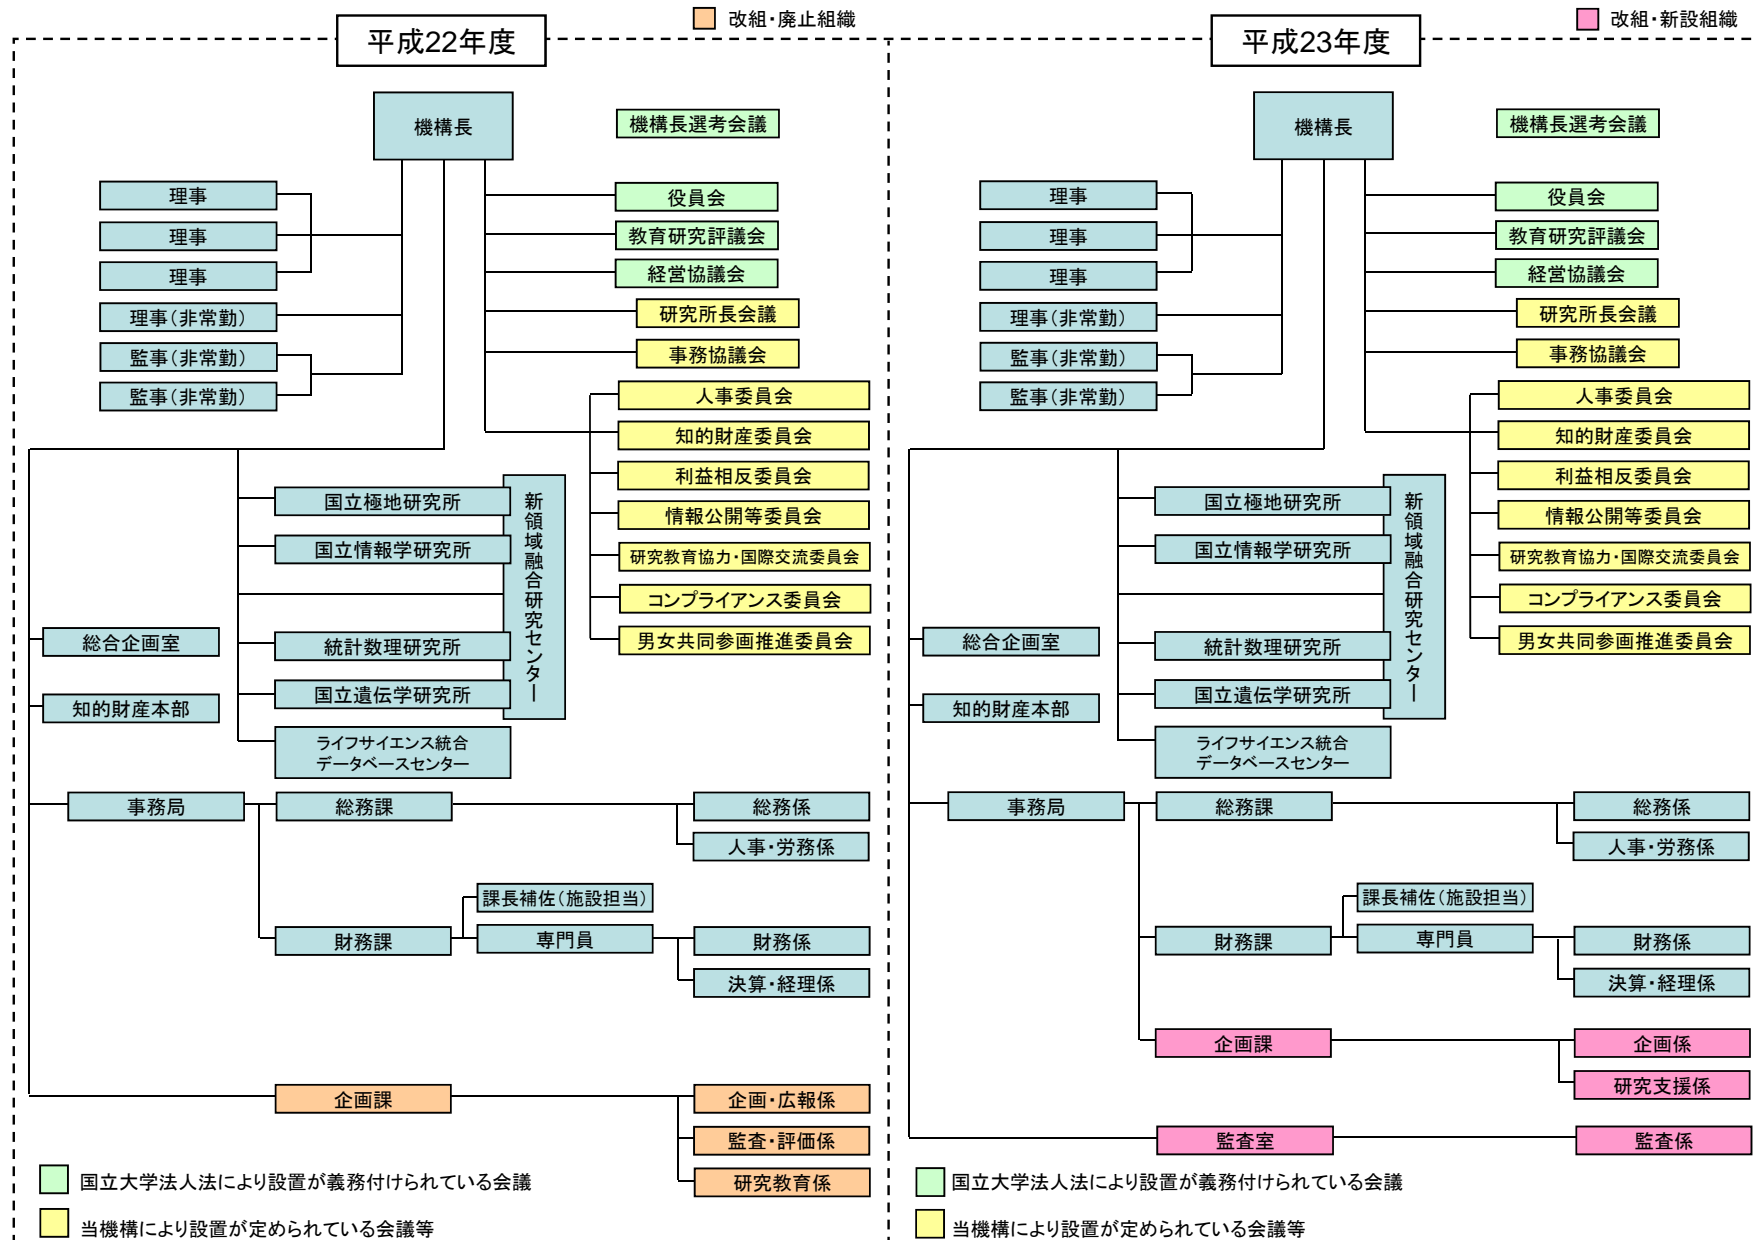 平成22年度
改組・廃止組織
機構長
機構長選考会議
理事
理事
理事
理事(非常勤)
監事(非常勤)
監事(非常勤)
役員会
教育研究評議会
経営協議会
研究所長会議
事務協議会
人事委員会
知的財産委員会
利益相反委員会
情報公開等委員会
研究教育協力・国際交流委員会
コンプライアンス委員会
男女共同参画推進委員会
国立極地研究所
国立情報学研究所
新領域融合研究センター
統計数理研究所
国立遺伝学研究所
ライフサイエンス統合
データベースセンター
総合企画室
知的財産本部
事務局
総務課
総務係
人事・労務係
課長補佐(施設担当)
財務課
専門員
財務係
決算・経理係
企画課
企画・広報係
監査・評価係
研究教育係
国立大学法人法により設置が義務付けられている会議
当機構により設置が定められている会議等
平成23年度
改組・新設組織
機構長
機構長選考会議
理事
理事
理事
理事(非常勤)
監事(非常勤)
監事(非常勤)
役員会
教育研究評議会
経営協議会
研究所長会議
事務協議会
人事委員会
知的財産委員会
利益相反委員会
情報公開等委員会
研究教育協力・国際交流委員会
コンプライアンス委員会
男女共同参画推進委員会
国立極地研究所
国立情報学研究所
新領域融合研究センター
統計数理研究所
国立遺伝学研究所
ライフサイエンス統合
データベースセンター
総合企画室
知的財産本部
事務局
総務課
総務係
人事・労務係
課長補佐(施設担当)
財務課
専門員
財務係
決算・経理係
企画課
企画係
研究支援係
監査室
監査係
国立大学法人法により設置が義務付けられている会議
当機構により設置が定められている会議等